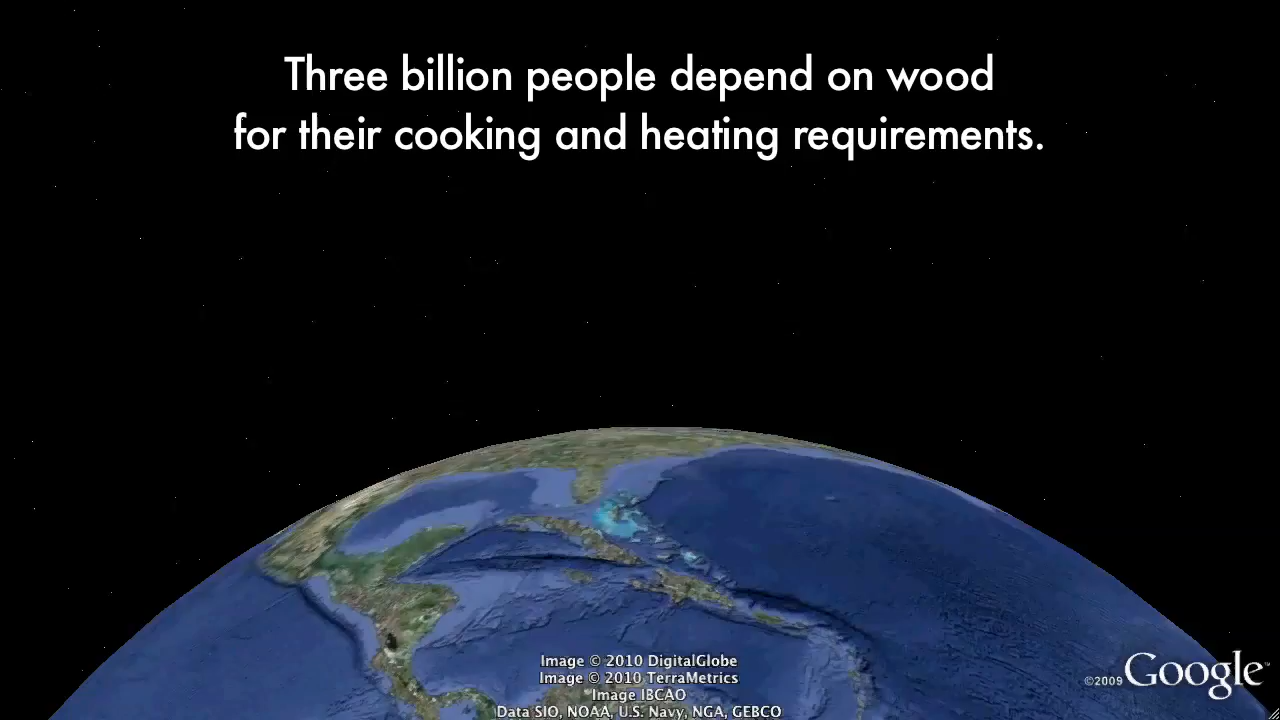 Three billion people depend on wood
for their cooking and heating requirements.
Image © 2010 DigitalGlobe
Image © 2010 TerraMetrics
Image IBCAO
Data SIO, NOAA, U.S. Navy, NGA, GEBCO
©2009 Google™